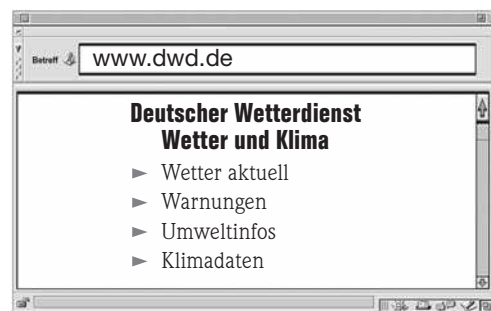 Betreff www.dwd.de
Deutscher Wetterdienst
Wetter und Klima
► Wetter aktuell
► Warnungen
► Umweltinfos
► Klimadaten